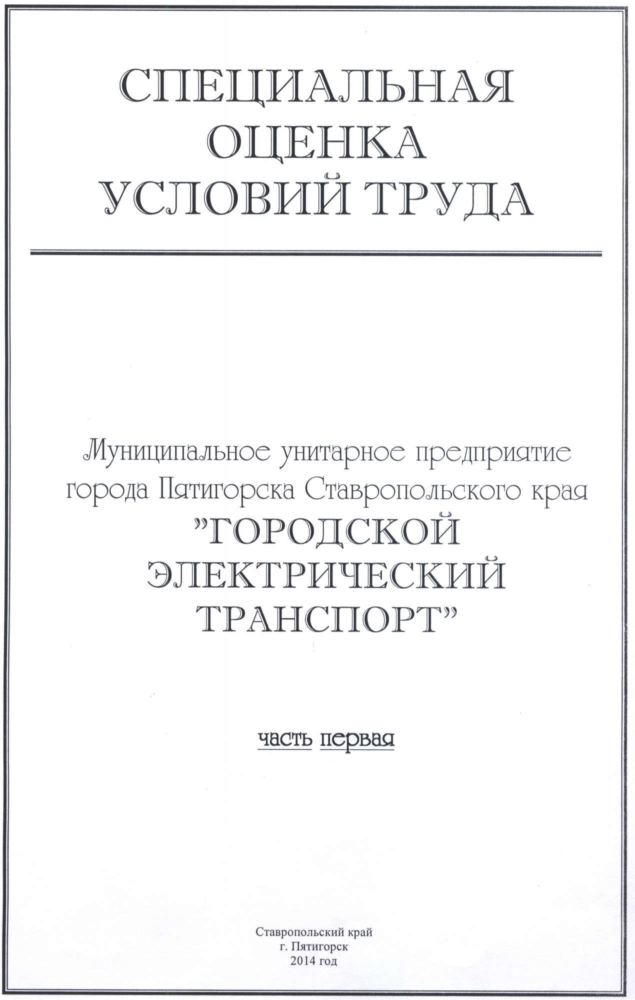 СПЕЦИАЛЬНАЯ
ОЦЕНКА
УСЛОВИЙ ТРУДА
Муниципальное унитарное предприятие
города Пятигорска Ставропольского края
”ГОРОДСКОЙ
ЭЛЕКТРИЧЕСКИЙ
ТРАНСПОРТ”
часть первая
Ставропольский край
г. Пятигорск
2014 год